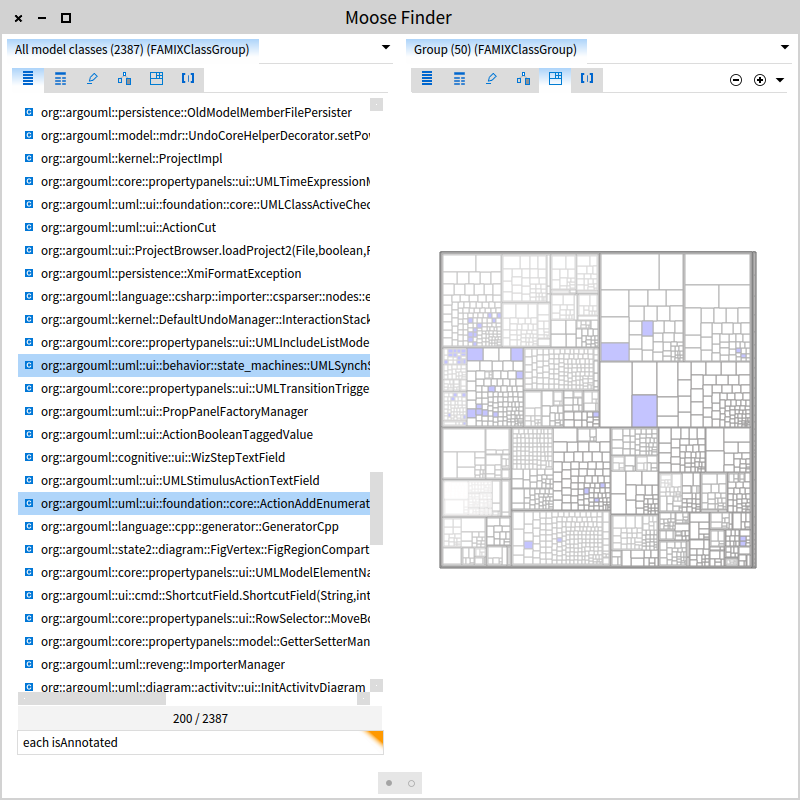 Moose Finder
All model classes (2387) (FAMIXClassGroup)
org::argouml::persistence::OldModelMemberFilePersister
org::argouml::model::mdr::UndoCoreHelperDecorator.setPo
org::argouml::kernel::ProjectImpl
org::argouml::core::propertypanels::ui::UMLTimeExpression
org::argouml::uml::ui::foundation::core::UMLClassActiveChec
org::argouml::uml::ui::ActionCut
org::argouml::ui::ProjectBrowser.loadProject2(File,boolean,F
org::argouml::persistence::XmiFormatException
org::argouml::language::csharp::importer::csparser::nodes::e
org::argouml::kernel::DefaultUndoManager::InteractionStack
org::argouml::core::propertypanels::ui::UMLIncludeListMode
org::argouml::uml::ui::behavior::state_machines::UMLSynch
org::argouml::core::propertypanels::ui::UMLTransitionTrigge
org::argouml::uml::ui::PropPanelFactoryManager
org::argouml::uml::ui::ActionBooleanTaggedValue
org::argouml::cognitive::ui::WizStepTextField
org::argouml::uml::ui::UMLStimulusActionTextField
org::argouml::uml::ui::foundation::core::ActionAddEnumerat
org::argouml::language::cpp::generator::GeneratorCpp
org::argouml::state2::diagram::FigVertex::FigRegionCompart
org::argouml::core::propertypanels::ui::UMLModelElementNa
org::argouml::ui::cmd::ShortcutField.ShortcutField(String,int
org::argouml::core::propertypanels::ui::RowSelector::MoveBo
org::argouml::core::propertypanels::model::GetterSetterMan
org::argouml::uml::reveng::ImporterManager
org::argouml::uml::diagram::activity::ui::InitActivityDiagram
200 / 2387
each isAnnotated
Group (50) (FAMIXClassGroup)